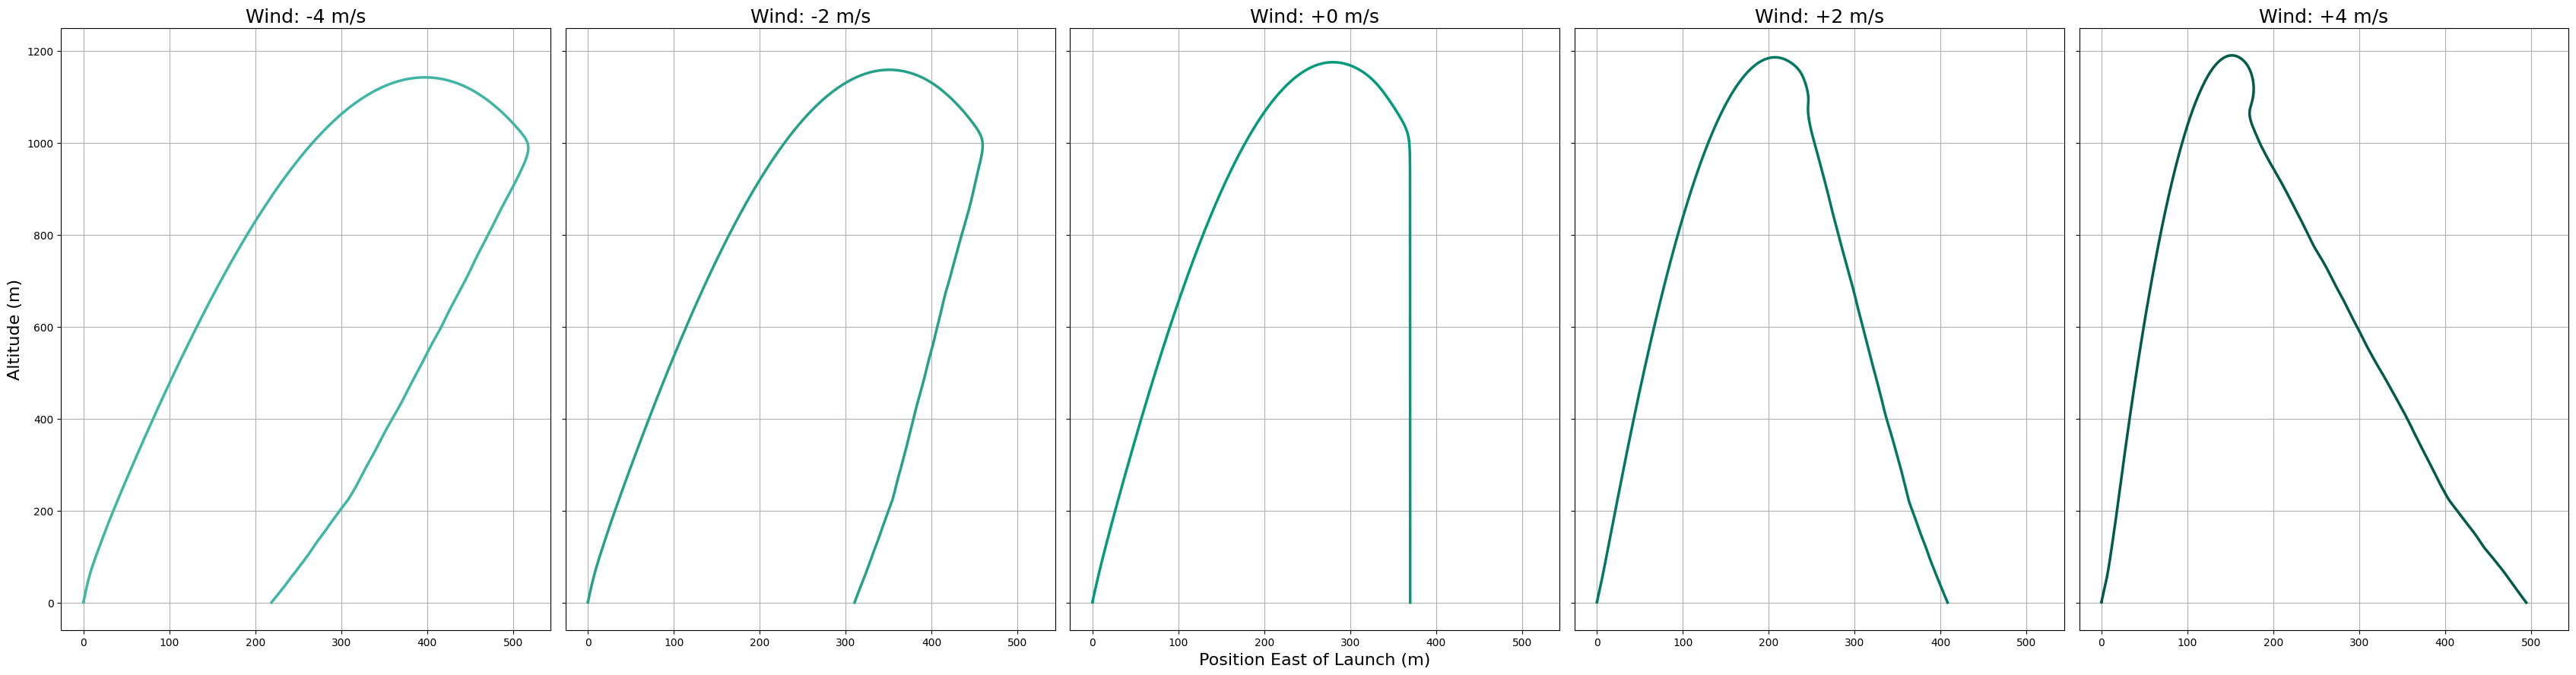 Wind: -4 m/s
Wind: -2 m/s
Wind: +0 m/s
Wind: +2 m/s
Wind: +4 m/s
Altitude (m)
1200
1000
800
600
400
200
0
0 100 200 300 400 500
0 100 200 300 400 500
0 100 200 300 400 500
0 100 200 300 400 500
0 100 200 300 400 500
Position East of Launch (m)